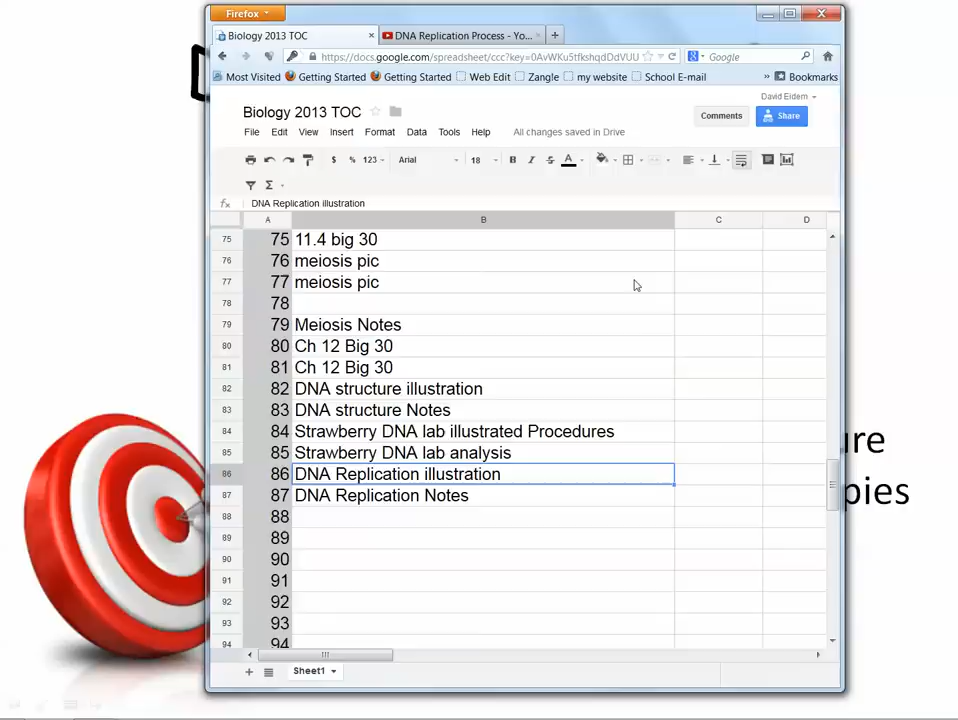 Firefox
Biology 2013 TOC
DNA Replication Process - Yo...
https://docs.google.com/spreadsheet/ccc?key=0AvWKu5tfkshqdDdVUU
Google
Most Visited
Getting Started
Getting Started
Web Edit
Zangle
my website
School E-mail
»
Bookmarks
David Eldem
Biology 2013 TOC
Comments
Share
File Edit View Insert Format Data Tools Help All changes saved in Drive
$ % 123 Arial 18 B I S A
Σ
fx DNA Replication illustration
A B C D
75 75 11.4 big 30
76 76 meiosis pic
77 77 meiosis pic
78 78
79 79 Meiosis Notes
80 80 Ch 12 Big 30
81 81 Ch 12 Big 30
82 82 DNA structure illustration
83 83 DNA structure Notes
84 84 Strawberry DNA lab illustrated Procedures
85 85 Strawberry DNA lab analysis
86 86 DNA Replication illustration
87 87 DNA Replication Notes
88 88
89 89
90 90
91 91
92 92
93 93
94 94
Sheet1
ure
pies